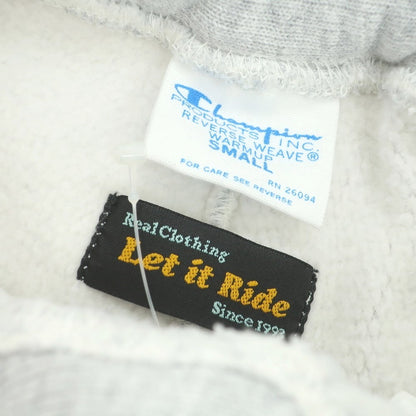 Champion
PRODUCTS INC.
REVERSE WEAVE®
WARMUP
SMALL
RN 26094
FOR CARE SEE REVERSE
Real Clothing
Let it Ride
Since 1993